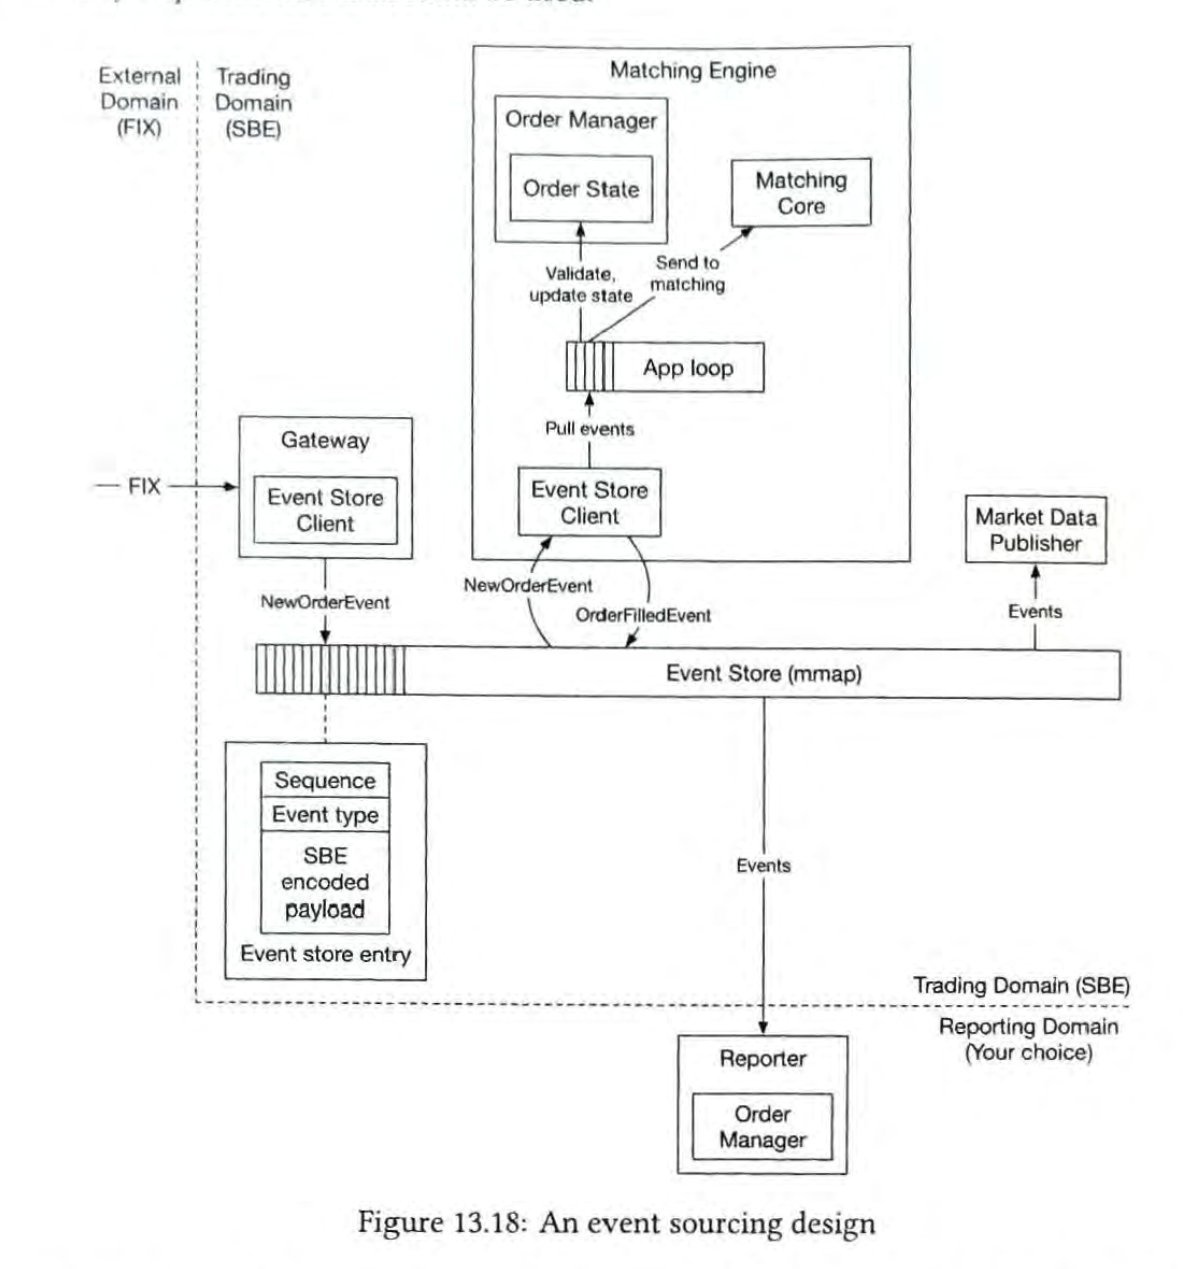 External
Domain
(FIX)
Trading
Domain
(SBE)
Matching Engine
Order Manager
Order State
Matching
Core
Validate,
update state
Send to
matching
App loop
Pull events
Gateway
Event Store
Client
FIX
Event Store
Client
Market Data
Publisher
NewOrderEvent
NewOrderEvent
OrderFilledEvent
Events
Event Store (mmap)
Sequence
Event type
SBE
encoded
payload
Event store entry
Events
Trading Domain (SBE)
Reporting Domain
(Your choice)
Reporter
Order
Manager
Figure 13.18: An event sourcing design